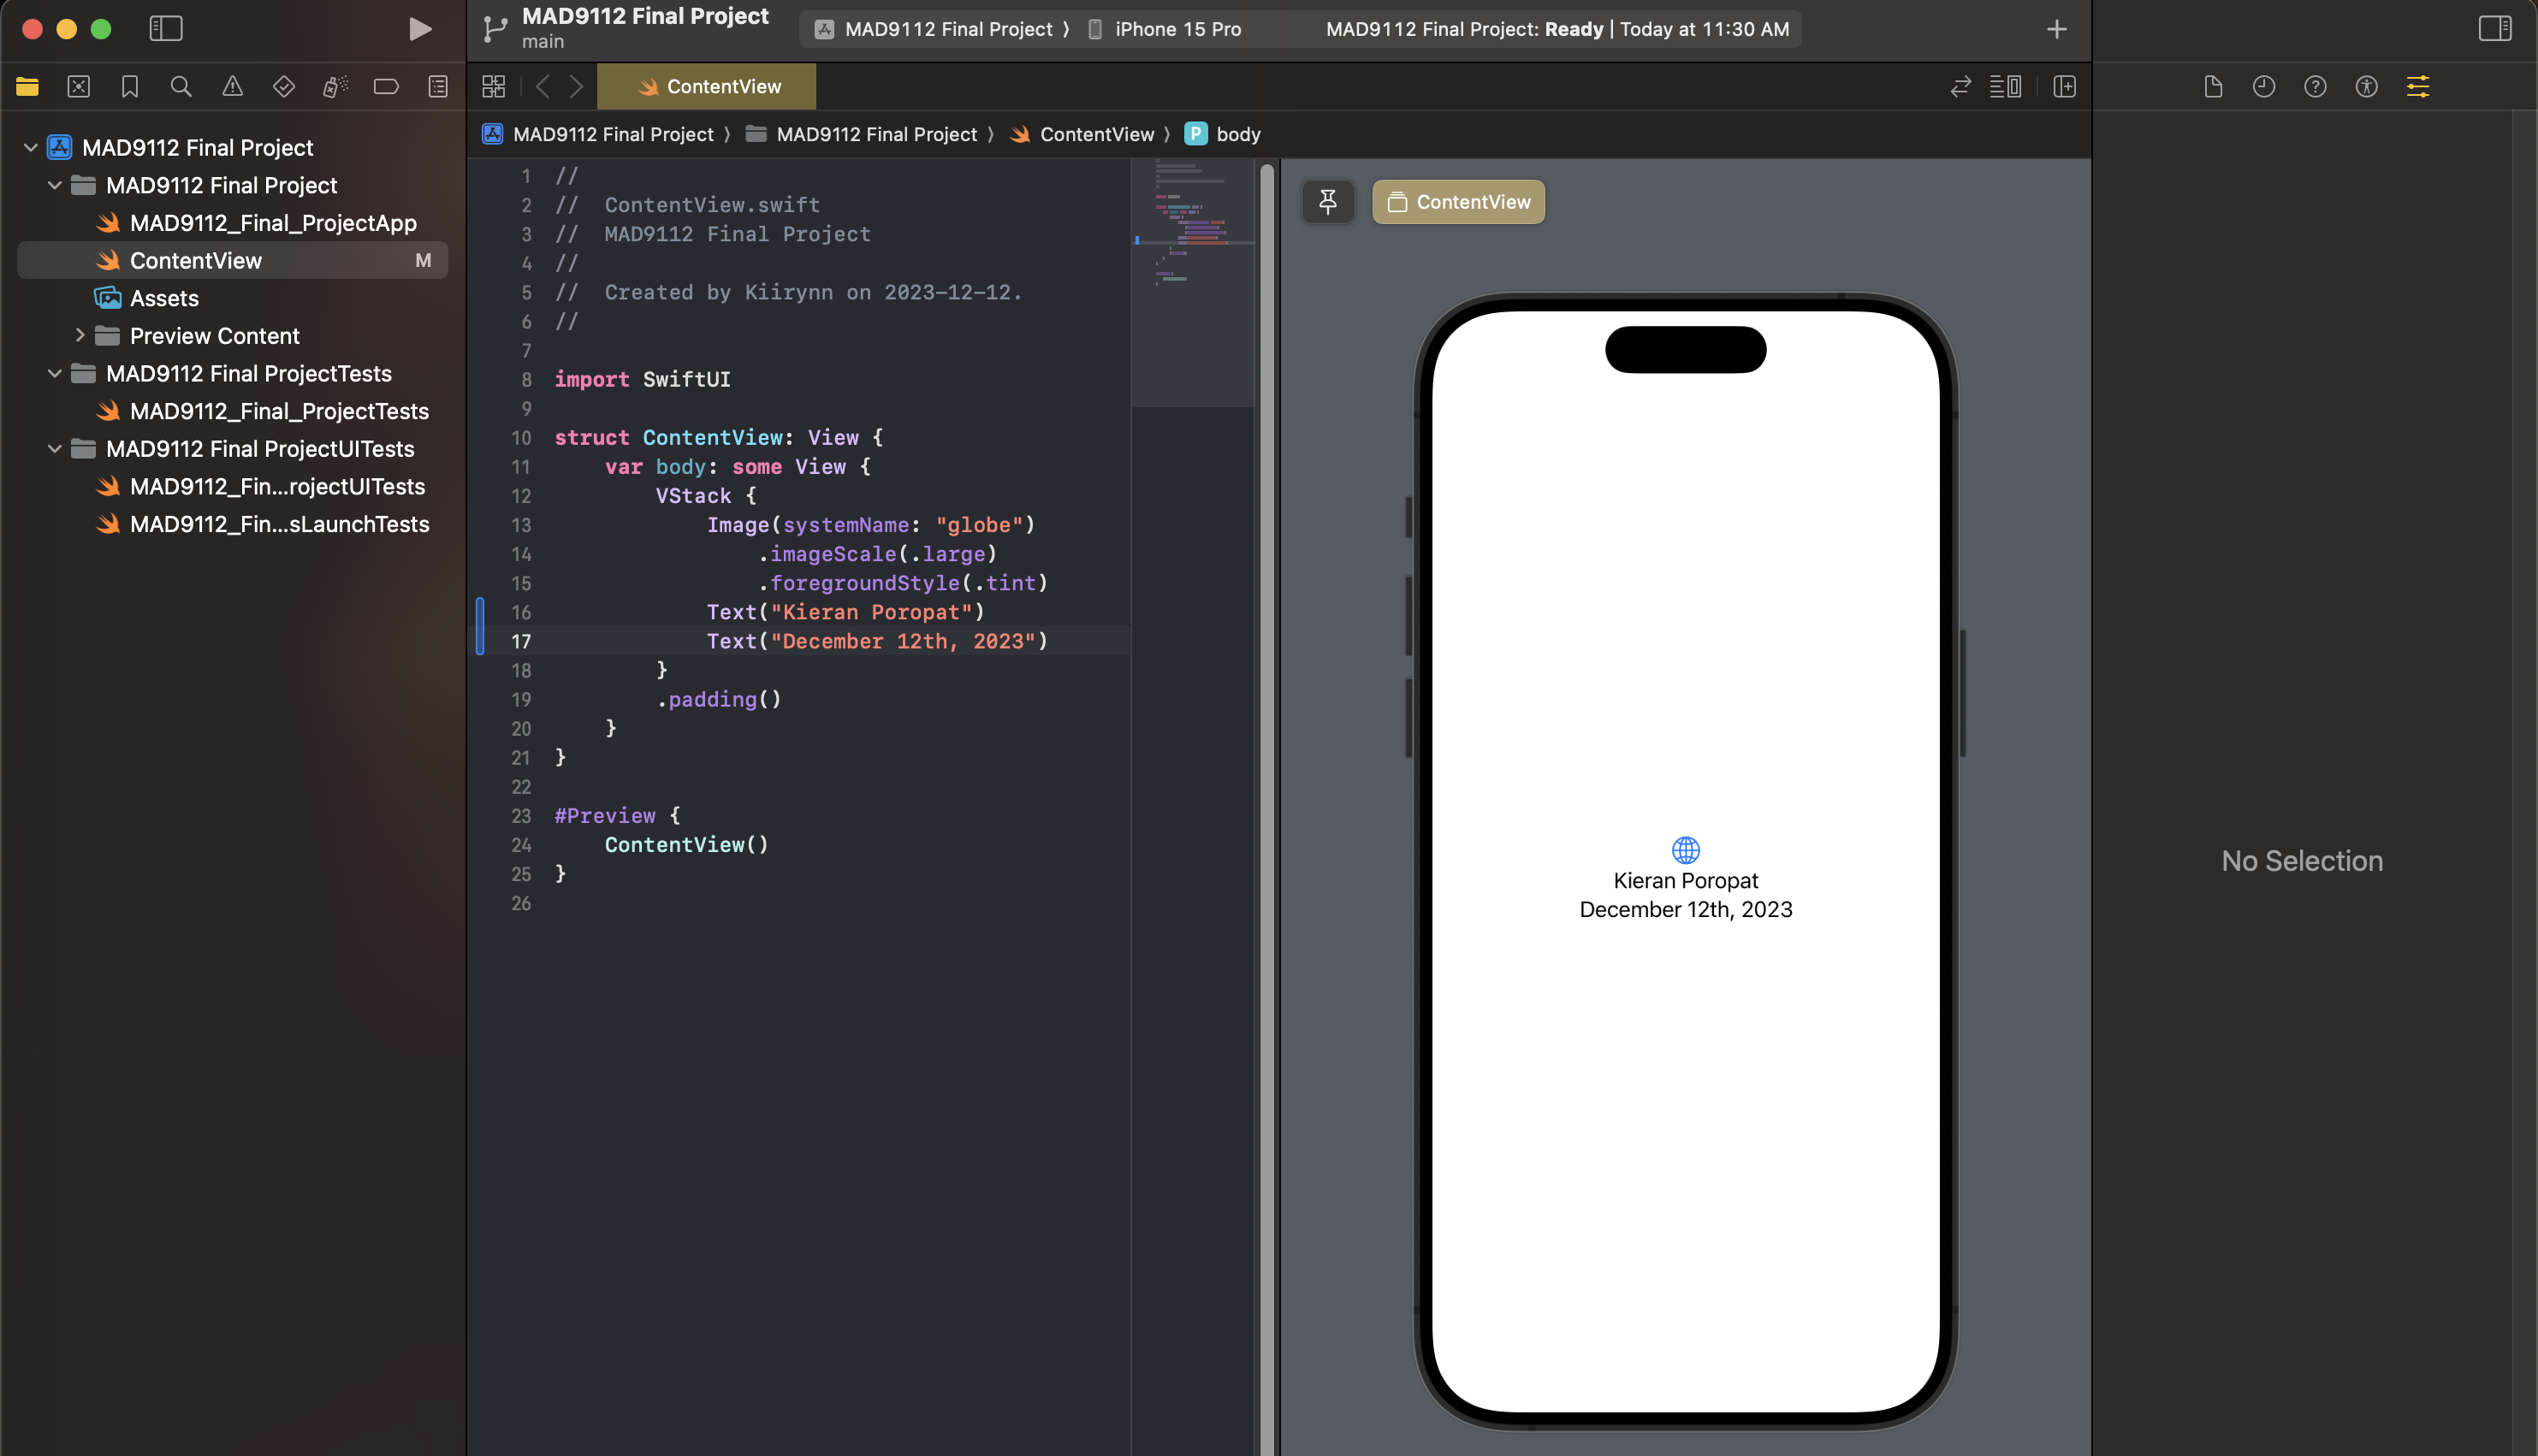 MAD9112 Final Project
main
MAD9112 Final Project ⟩ iPhone 15 Pro
MAD9112 Final Project: Ready | Today at 11:30 AM
ContentView
MAD9112 Final Project ⟩ MAD9112 Final Project ⟩ ContentView ⟩ P body
MAD9112 Final Project
MAD9112 Final Project
MAD9112_Final_ProjectApp
ContentView M
Assets
Preview Content
MAD9112 Final ProjectTests
MAD9112_Final_ProjectTests
MAD9112 Final ProjectUITests
MAD9112_Fin...rojectUITests
MAD9112_Fin...sLaunchTests
1 //
2 //  ContentView.swift
3 //  MAD9112 Final Project
4 //
5 //  Created by Kiirynn on 2023-12-12.
6 //
7
8 import SwiftUI
9
10 struct ContentView: View {
11     var body: some View {
12         VStack {
13             Image(systemName: "globe")
14                 .imageScale(.large)
15                 .foregroundStyle(.tint)
16             Text("Kieran Poropat")
17             Text("December 12th, 2023")
18         }
19         .padding()
20     }
21 }
22
23 #Preview {
24     ContentView()
25 }
26
ContentView
Kieran Poropat
December 12th, 2023
No Selection